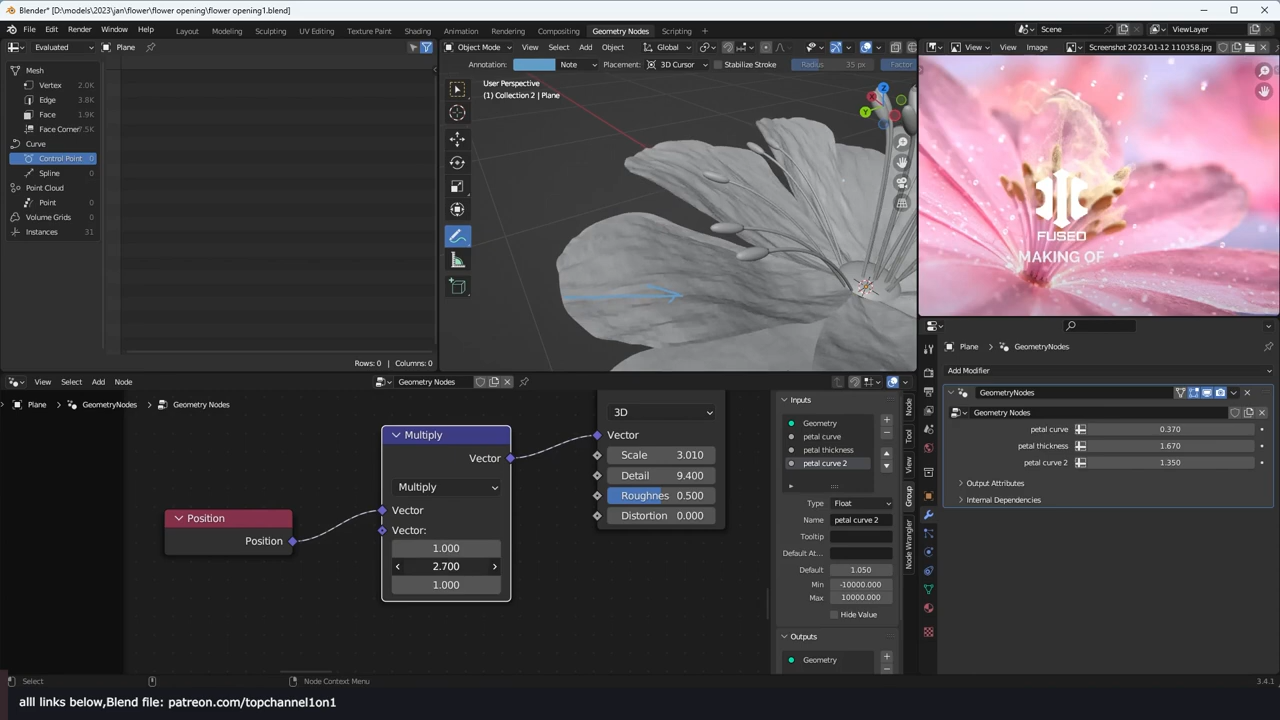 Blender* [D:\models\2023\jan\flower\flower opening\flower opening1.blend]
File Edit Render Window Help Layout Modeling Sculpting UV Editing Texture Paint Shading Animation Rendering Compositing Geometry Nodes Scripting Scene ViewLayer
Evaluated Plane
Mesh
Vertex 2.0K
Edge 3.8K
Face 1.9K
Face Corner 7.5K
Curve
Control Point 0
Spline 0
Point Cloud
Point 0
Volume Grids 0
Instances 31
Rows: 0 | Columns: 0
Object Mode View Select Add Object Global
Annotation: Note Placement: 3D Cursor Stabilize Stroke Radius 35 px Factor
User Perspective
(1) Collection 2 | Plane
X
Y
Z
View View Image Screenshot 2023-01-12 110358.jpg
FUSED
MAKING OF
View Select Add Node Geometry Nodes
Plane GeometryNodes Geometry Nodes
Position
Position
Multiply
Vector
Multiply
Vector
Vector:
1.000
2.700
1.000
3D
Vector
Scale 3.010
Detail 9.400
Roughnes 0.500
Distortion 0.000
Inputs
Geometry
petal curve
petal thickness
petal curve 2
Type Float
Name petal curve 2
Tooltip
Default At...
Default 1.050
Min -10000.000
Max 10000.000
Hide Value
Outputs
Geometry
Node
Tool
View
Group
Node Wrangler
Plane GeometryNodes
Add Modifier
GeometryNodes
Geometry Nodes
petal curve 0.370
petal thickness 1.670
petal curve 2 1.350
Output Attributes
Internal Dependencies
Select Node Context Menu 3.4.1
alll links below,Blend file: patreon.com/topchannel1on1